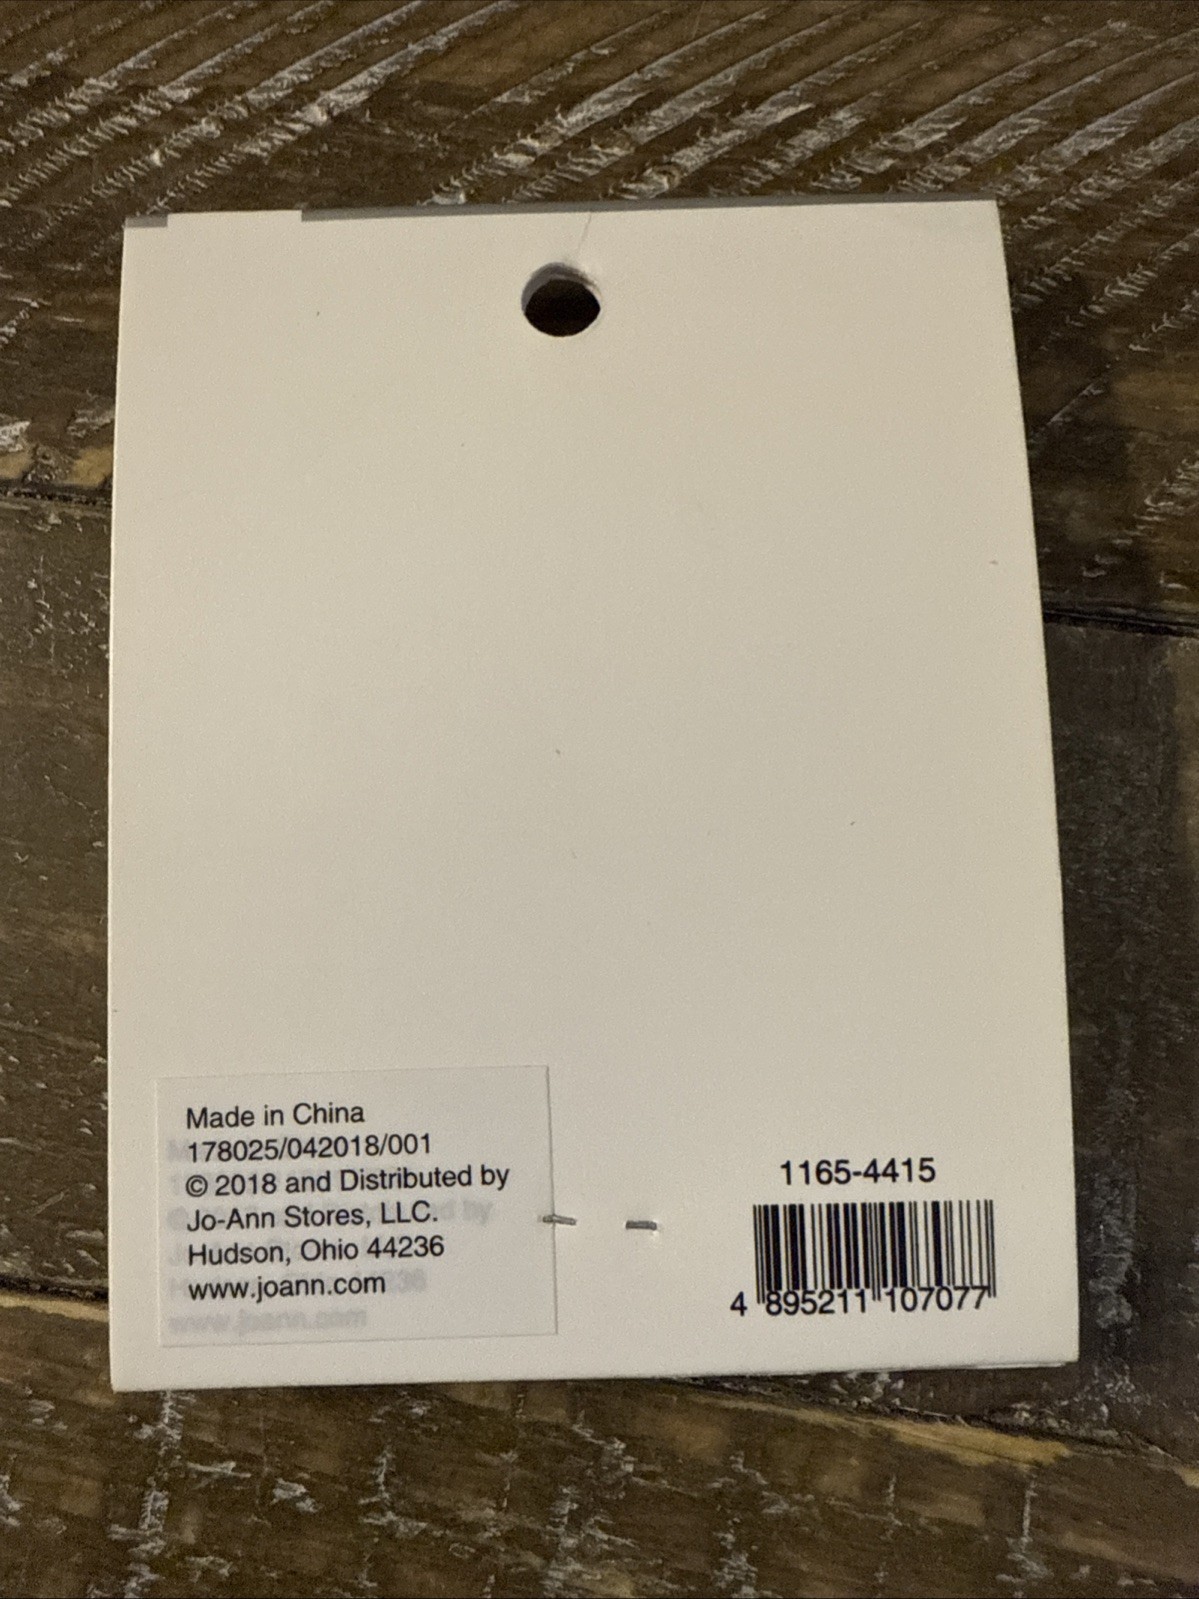 Made in China
178025/042018/001
© 2018 and Distributed by
Jo-Ann Stores, LLC.
Hudson, Ohio 44236
www.joann.com
1165-4415
4 895211 107077